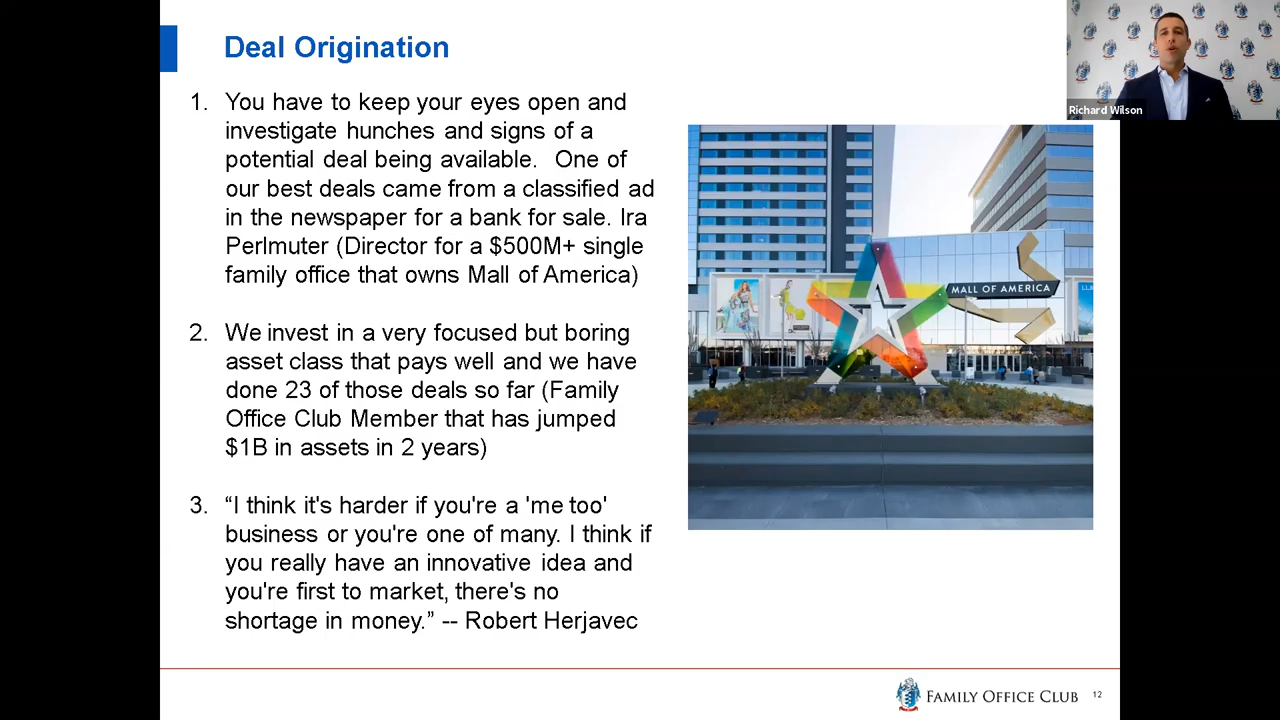 Deal Origination
Richard Wilson
1. You have to keep your eyes open and
investigate hunches and signs of a
potential deal being available.  One of
our best deals came from a classified ad
in the newspaper for a bank for sale. Ira
Perlmuter (Director for a $500M+ single
family office that owns Mall of America)
MALL OF AMERICA
2. We invest in a very focused but boring
asset class that pays well and we have
done 23 of those deals so far (Family
Office Club Member that has jumped
$1B in assets in 2 years)
3. “I think it's harder if you're a 'me too'
business or you're one of many. I think if
you really have an innovative idea and
you're first to market, there's no
shortage in money.” -- Robert Herjavec
FAMILY OFFICE CLUB
12